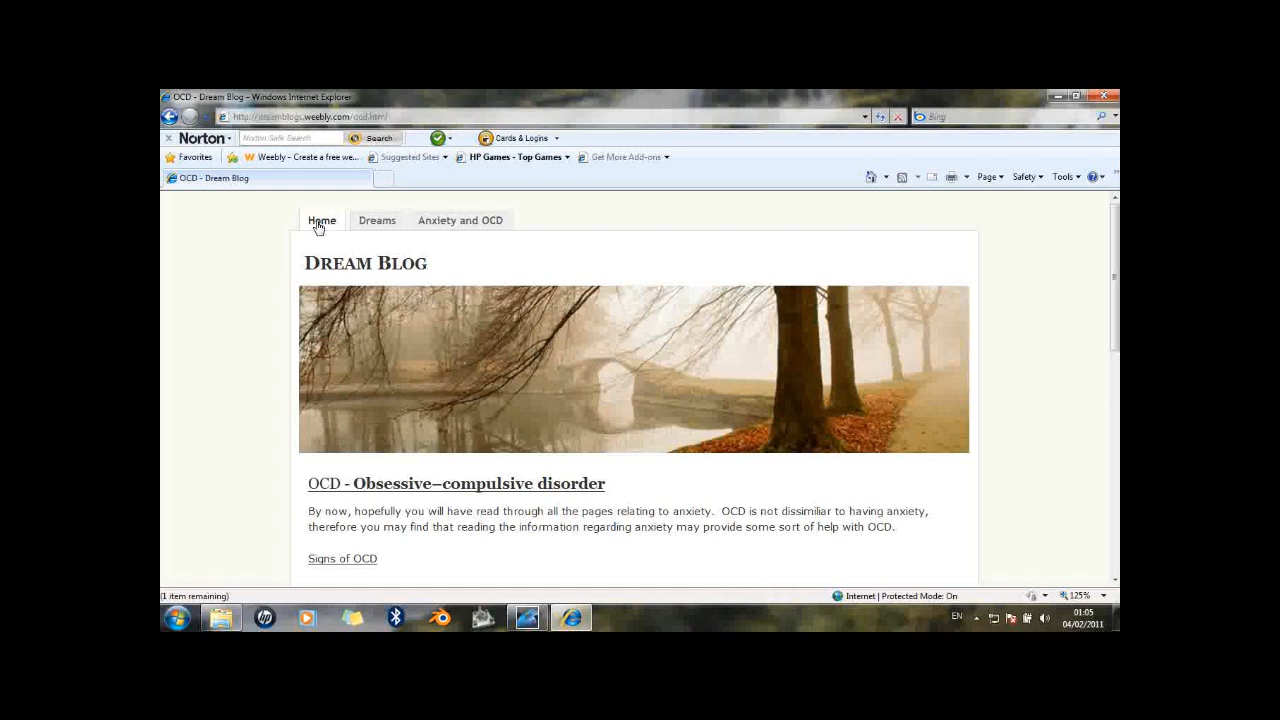 OCD - Dream Blog - Windows Internet Explorer
http://dreamblogs.weebly.com/ocd.html
Bing
Norton
Norton Safe Search
Search
Cards & Logins
Favorites
Weebly - Create a free we...
Suggested Sites
HP Games - Top Games
Get More Add-ons
OCD - Dream Blog
Page
Safety
Tools
Home
Dreams
Anxiety and OCD
DREAM BLOG
OCD - Obsessive–compulsive disorder
By now, hopefully you will have read through all the pages relating to anxiety.  OCD is not dissimilar to having anxiety,
therefore you may find that reading the information regarding anxiety may provide some sort of help with OCD.
Signs of OCD
(1 item remaining)
Internet | Protected Mode: On
125%
EN
01:05
04/02/2011